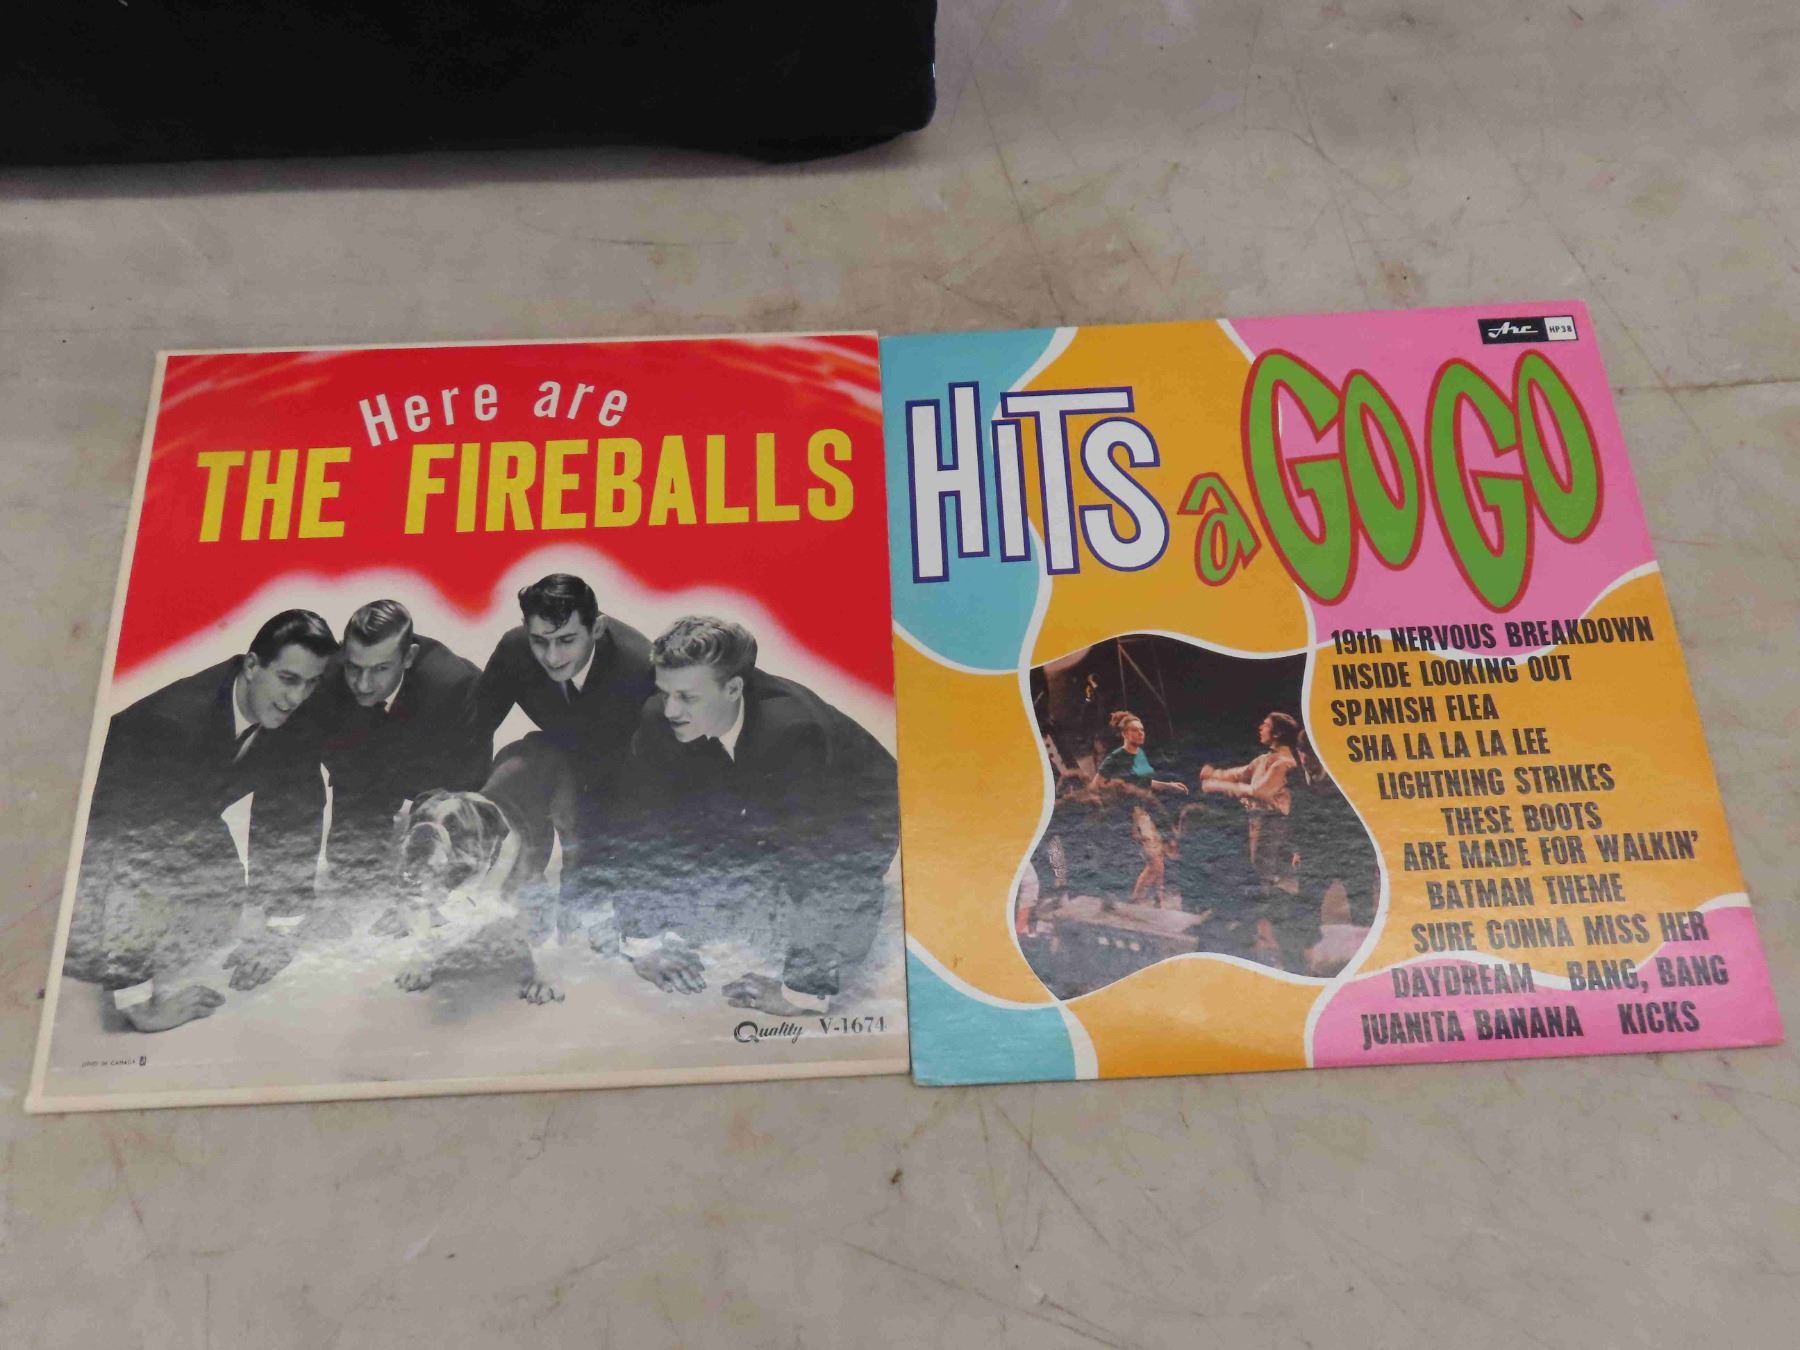 Here are
THE FIREBALLS
Quality V-1674
Arc HP38
HITS a GO GO
19th NERVOUS BREAKDOWN
INSIDE LOOKING OUT
SPANISH FLEA
SHA LA LA LA LEE
LIGHTNING STRIKES
THESE BOOTS
ARE MADE FOR WALKIN'
BATMAN THEME
SURE GONNA MISS HER
DAYDREAM BANG, BANG
JUANITA BANANA KICKS